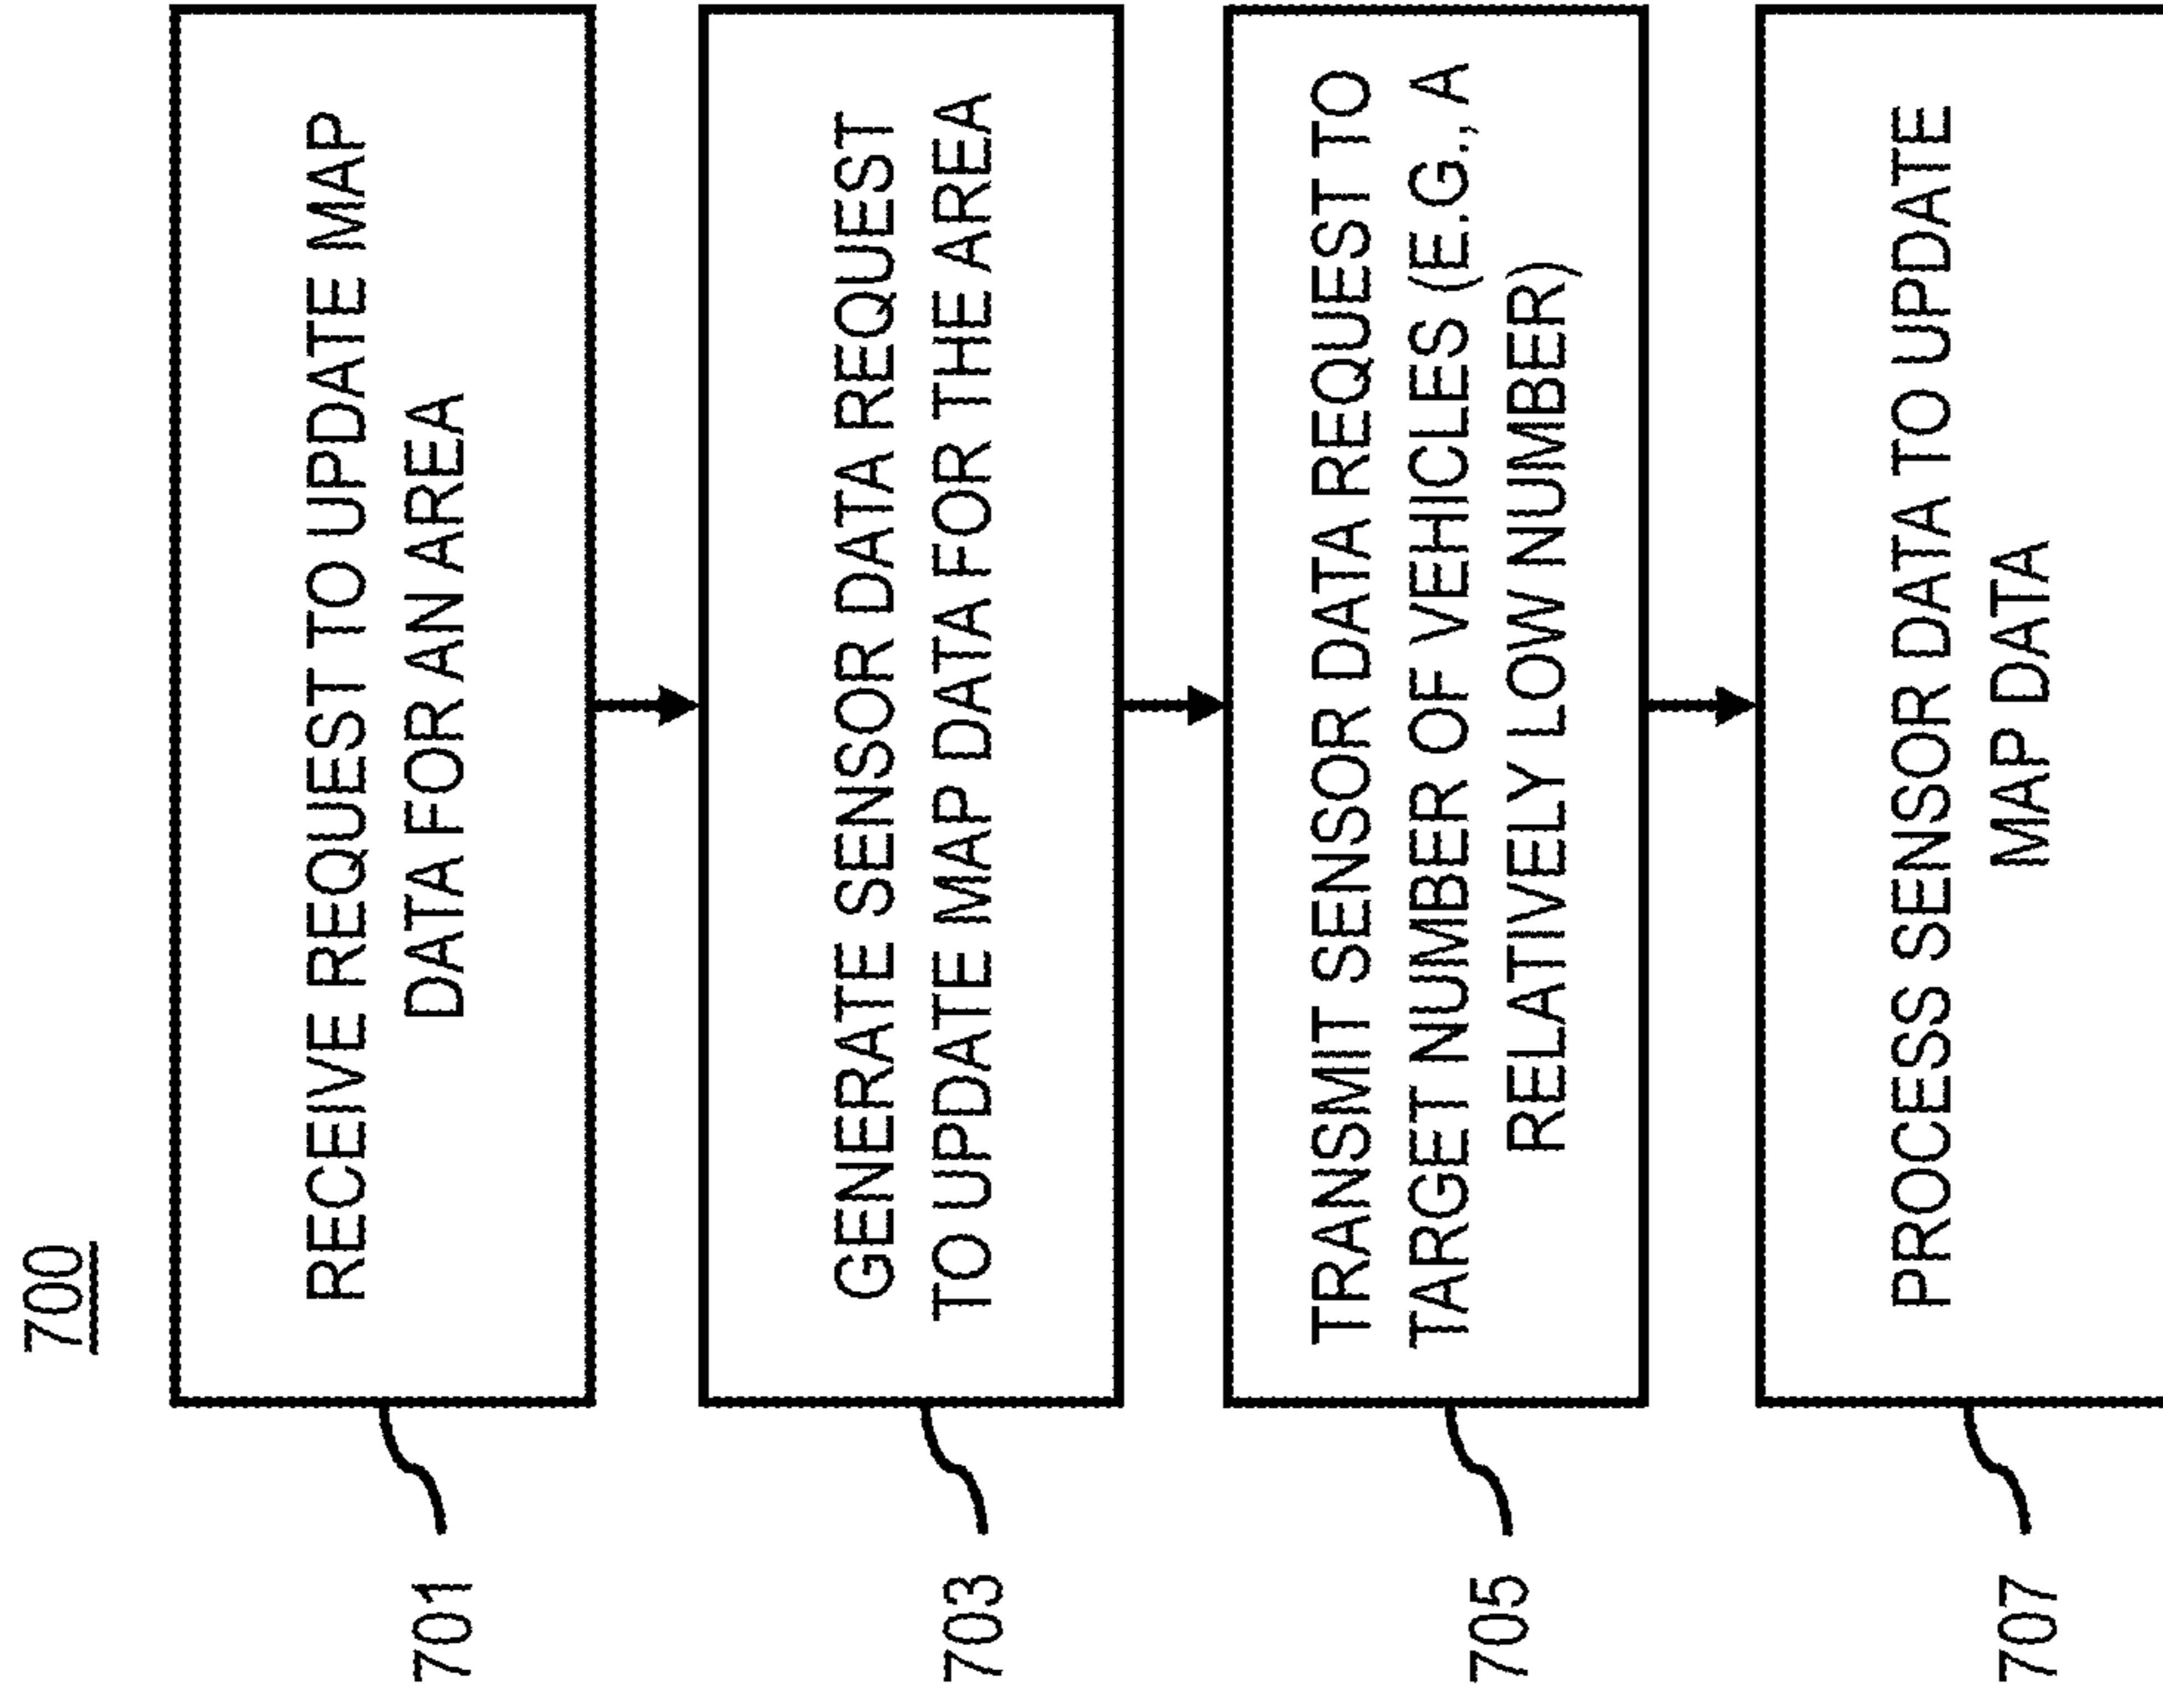 700
701
RECEIVE REQUEST TO UPDATE MAP
DATA FOR AN AREA
703
GENERATE SENSOR DATA REQUEST
TO UPDATE MAP DATA FOR THE AREA
705
TRANSMIT SENSOR DATA REQUEST TO
TARGET NUMBER OF VEHICLES (E.G., A
RELATIVELY LOW NUMBER)
707
PROCESS SENSOR DATA TO UPDATE
MAP DATA